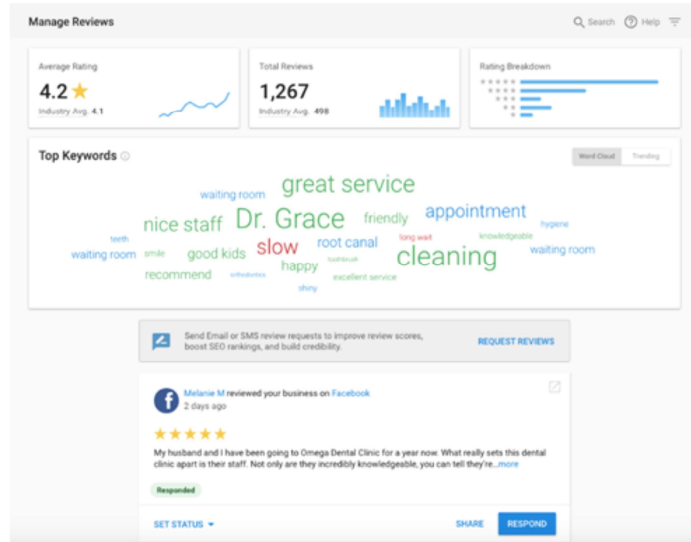 Manage Reviews
Search
Help
Average Rating
4.2
Industry Avg. 4.1
Total Reviews
1,267
Industry Avg. 498
Rating Breakdown
Top Keywords
Word Cloud
Trending
great service
waiting room
Dr. Grace
appointment
nice staff
friendly
hygiene
teeth
slow
root canal
long wait
knowledgeable
waiting room
smile
good kids
cleaning
waiting room
happy
toothbrush
recommend
orthodontics
excellent service
shiny
Send Email or SMS review requests to improve review scores,
boost SEO rankings, and build credibility.
REQUEST REVIEWS
Melanie M reviewed your business on Facebook
2 days ago
My husband and I have been going to Omega Dental Clinic for a year now. What really sets this dental
clinic apart is their staff. Not only are they incredibly knowledgeable, you can tell they're...more
Responded
SET STATUS
SHARE
RESPOND